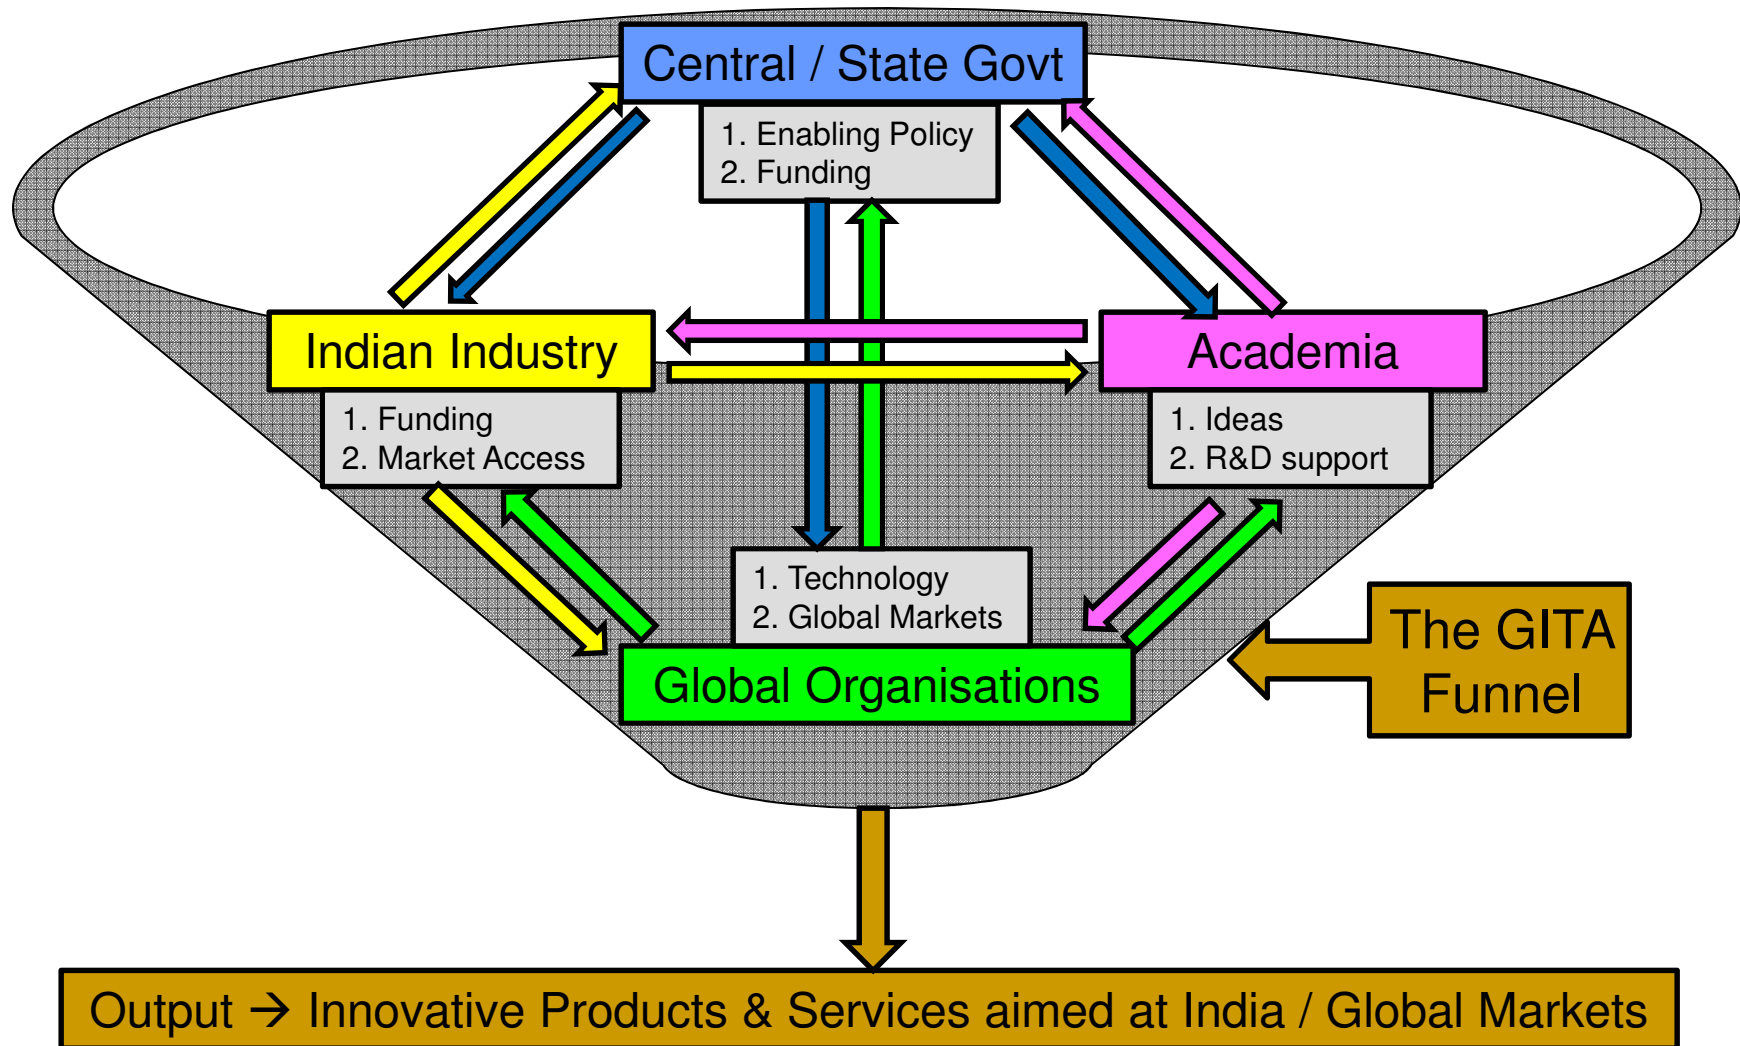 Central / State Govt
1. Enabling Policy
2. Funding
Indian Industry
1. Funding
2. Market Access
Academia
1. Ideas
2. R&D support
1. Technology
2. Global Markets
Global Organisations
The GITA
Funnel
Output → Innovative Products & Services aimed at India / Global Markets